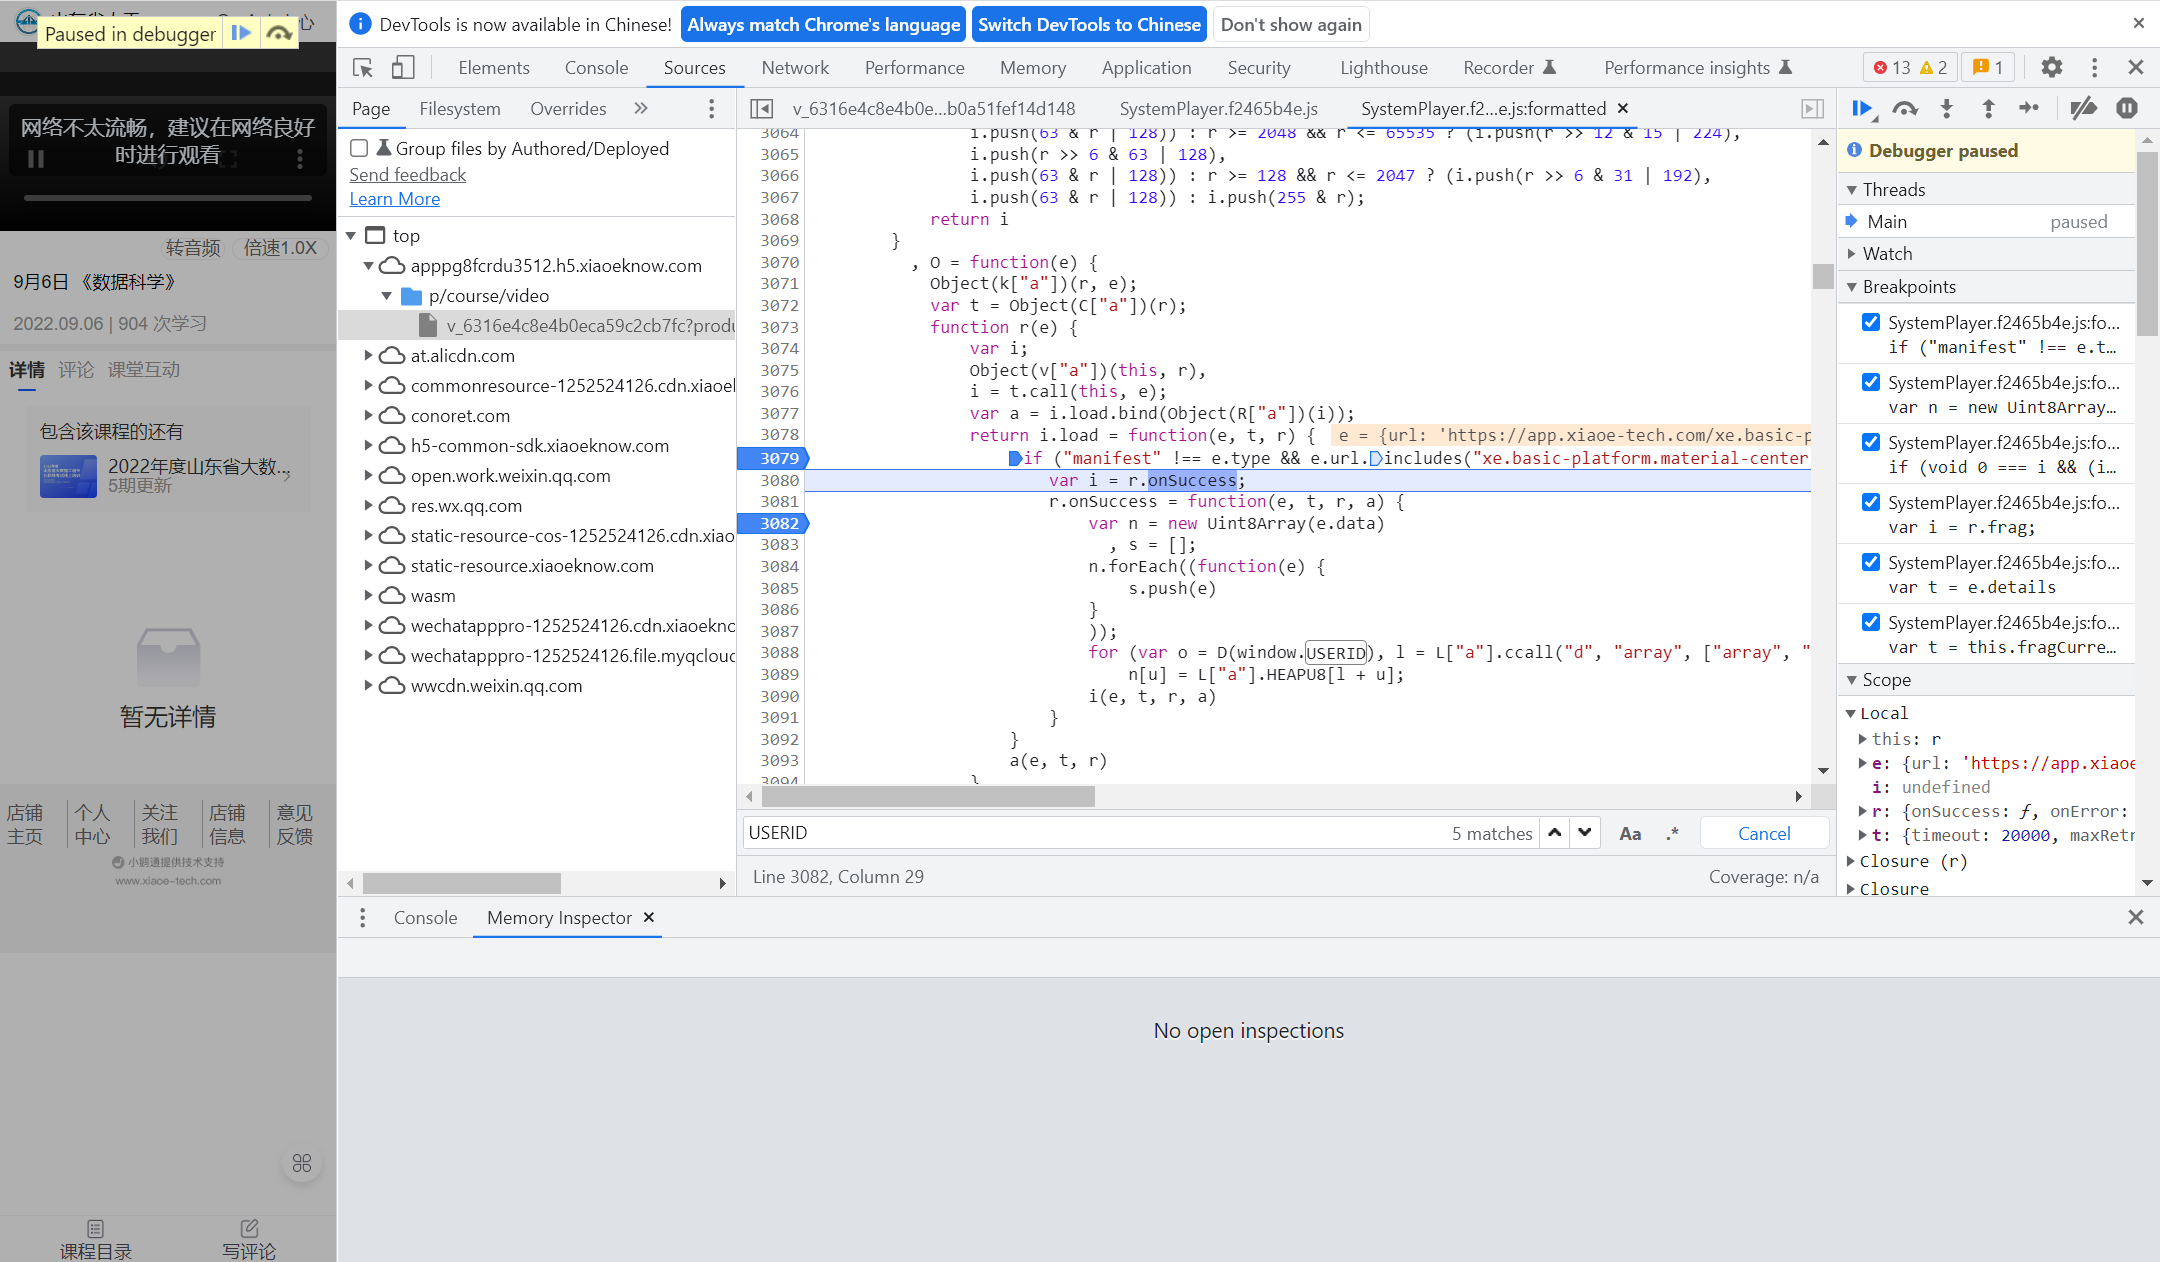 Paused in debugger
网络不太流畅，建议在网络良好
时进行观看
转音频
倍速1.0X
9月6日 《数据科学》
2022.09.06 | 904 次学习
详情 评论 课堂互动
包含该课程的还有
2022年度山东省大数...
5期更新
暂无详情
店铺主页
个人中心
关注我们
店铺信息
意见反馈
小鹅通提供技术支持
www.xiaoe-tech.com
课程目录
写评论
DevTools is now available in Chinese!
Always match Chrome's language
Switch DevTools to Chinese
Don't show again
Elements Console Sources Network Performance Memory Application Security Lighthouse Recorder Performance insights
13 2 1
Page Filesystem Overrides
Group files by Authored/Deployed
Send feedback
Learn More
top
apppg8fcrdu3512.h5.xiaoeknow.com
p/course/video
v_6316e4c8e4b0eca59c2cb7fc?produ
at.alicdn.com
commonresource-1252524126.cdn.xiaoel
conoret.com
h5-common-sdk.xiaoeknow.com
open.work.weixin.qq.com
res.wx.qq.com
static-resource-cos-1252524126.cdn.xiao
static-resource.xiaoeknow.com
wasm
wechatapppro-1252524126.cdn.xiaoeknc
wechatapppro-1252524126.file.myqcloud
wwcdn.weixin.qq.com
v_6316e4c8e4b0e...b0a51fef14d148
SystemPlayer.f2465b4e.js
SystemPlayer.f2...e.js:formatted
3064 i.push(63 & r | 128)) : r >= 2048 && r <= 65535 ? (i.push(r >> 12 & 15 | 224),
3065 i.push(r >> 6 & 63 | 128),
3066 i.push(63 & r | 128)) : r >= 128 && r <= 2047 ? (i.push(r >> 6 & 31 | 192),
3067 i.push(63 & r | 128)) : i.push(255 & r);
3068 return i
3069 }
3070 , O = function(e) {
3071 Object(k["a"])(r, e);
3072 var t = Object(C["a"])(r);
3073 function r(e) {
3074 var i;
3075 Object(v["a"])(this, r),
3076 i = t.call(this, e);
3077 var a = i.load.bind(Object(R["a"])(i));
3078 return i.load = function(e, t, r) { e = {url: 'https://app.xiaoe-tech.com/xe.basic-p
3079 if ("manifest" !== e.type && e.url.includes("xe.basic-platform.material-center
3080 var i = r.onSuccess;
3081 r.onSuccess = function(e, t, r, a) {
3082 var n = new Uint8Array(e.data)
3083 , s = [];
3084 n.forEach((function(e) {
3085 s.push(e)
3086 }
3087 ));
3088 for (var o = D(window.USERID), l = L["a"].ccall("d", "array", ["array", "
3089 n[u] = L["a"].HEAPU8[l + u];
3090 i(e, t, r, a)
3091 }
3092 }
3093 a(e, t, r)
3094 }
USERID
5 matches
Aa .*
Cancel
Line 3082, Column 29
Coverage: n/a
Debugger paused
Threads
Main paused
Watch
Breakpoints
SystemPlayer.f2465b4e.js:fo...
if ("manifest" !== e.t...
SystemPlayer.f2465b4e.js:fo...
var n = new Uint8Array...
SystemPlayer.f2465b4e.js:fo...
if (void 0 === i && (i...
SystemPlayer.f2465b4e.js:fo...
var i = r.frag;
SystemPlayer.f2465b4e.js:fo...
var t = e.details
SystemPlayer.f2465b4e.js:fo...
var t = this.fragCurre...
Scope
Local
this: r
e: {url: 'https://app.xiaoe
i: undefined
r: {onSuccess: ƒ, onError:
t: {timeout: 20000, maxRetr
Closure (r)
Closure
Console
Memory Inspector
No open inspections